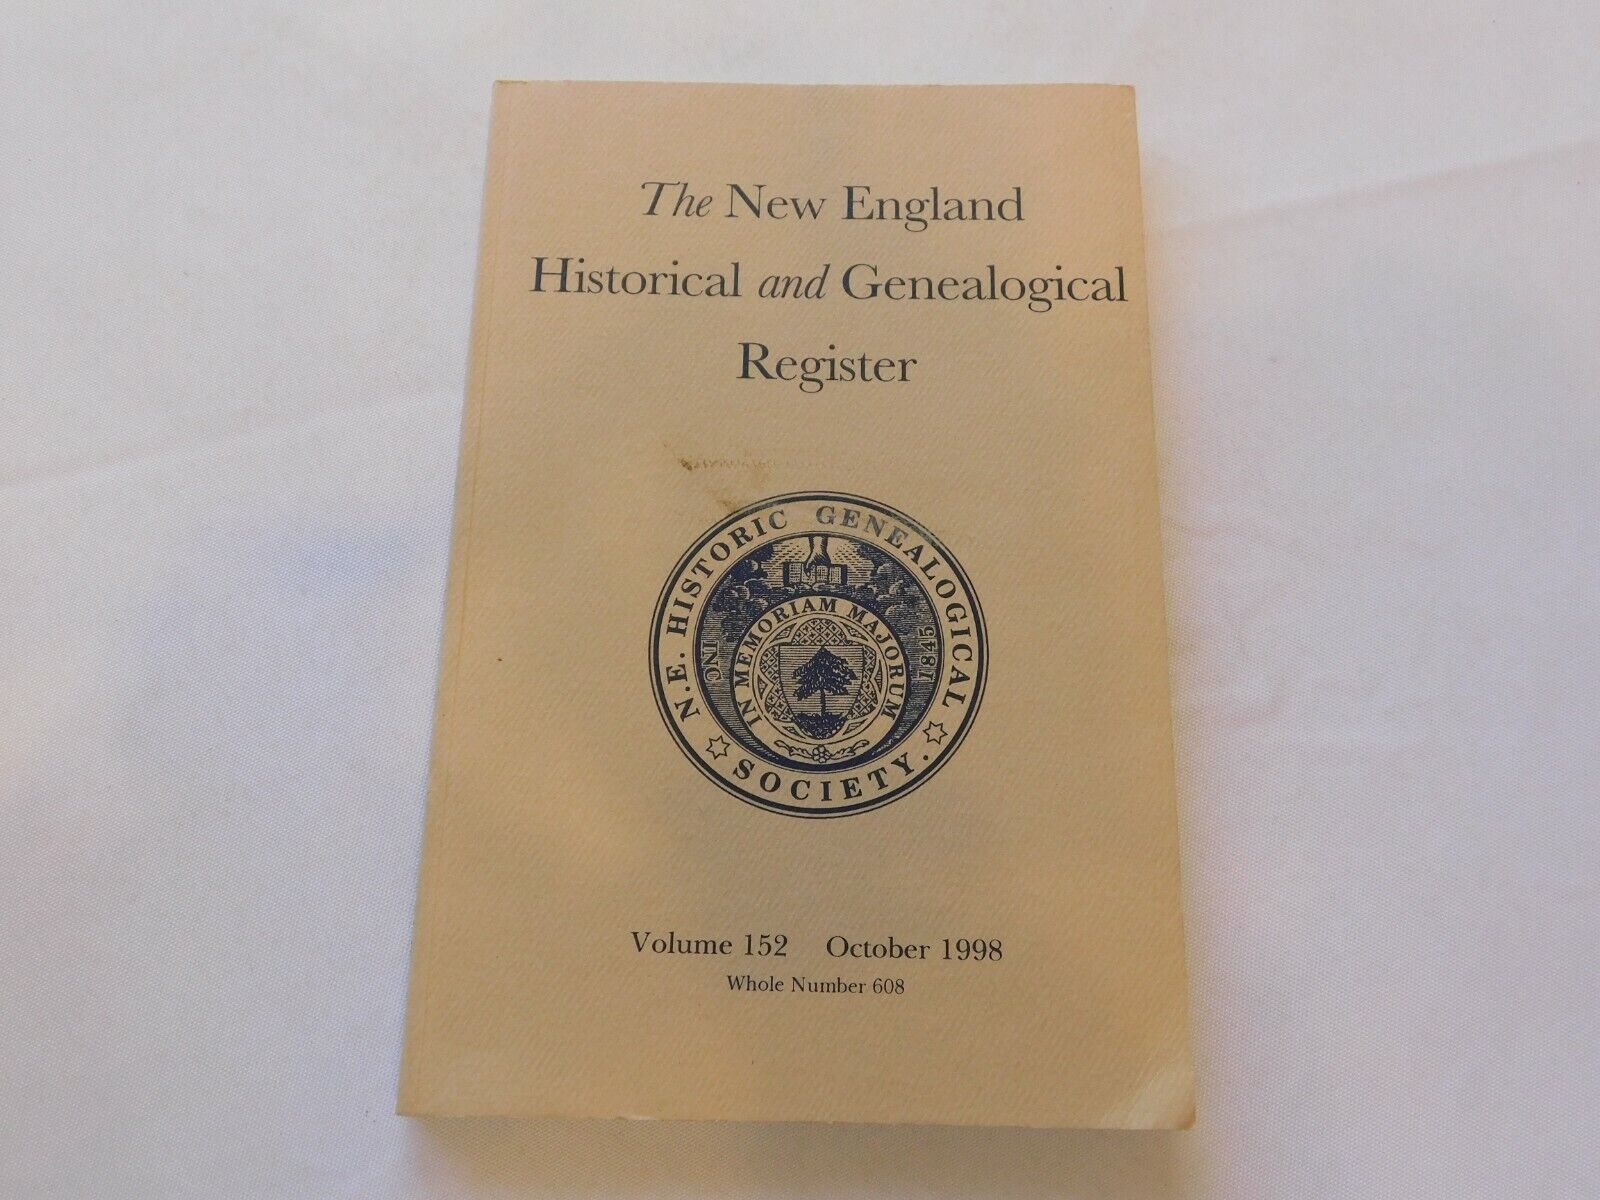 The New England
Historical and Genealogical
Register
N.E. HISTORIC GENEALOGICAL
SOCIETY.
INC
1845
IN MEMORIAM MAJORUM
Volume 152 October 1998
Whole Number 608